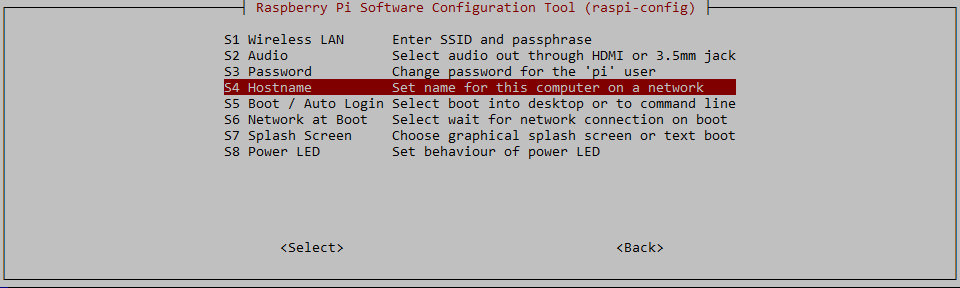 Raspberry Pi Software Configuration Tool (raspi-config)
S1 Wireless LAN Enter SSID and passphrase
S2 Audio Select audio out through HDMI or 3.5mm jack
S3 Password Change password for the 'pi' user
S4 Hostname Set name for this computer on a network
S5 Boot / Auto Login Select boot into desktop or to command line
S6 Network at Boot Select wait for network connection on boot
S7 Splash Screen Choose graphical splash screen or text boot
S8 Power LED Set behaviour of power LED
<Select> <Back>